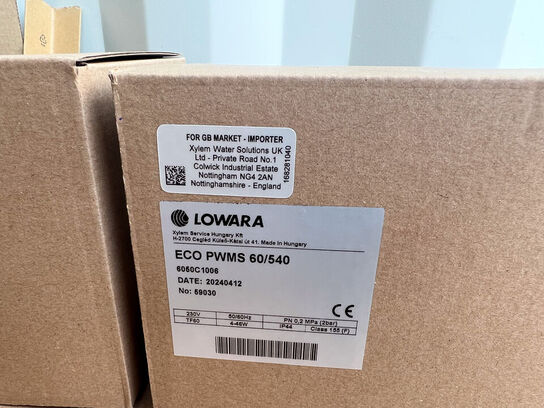 FOR GB MARKET - IMPORTER
Xylem Water Solutions UK
Ltd - Private Road No.1
Colwick Industrial Estate
Nottingham NG4 2AN
Nottinghamshire - England
168281040
LOWARA
Xylem Service Hungary Kft
H-2700 Cegléd Külső-Kátai út 41. Made in Hungary
ECO PWMS 60/540
6050C1006
DATE: 20240412
No: 59030
CE
230V 50/60Hz PN 0,2 MPa (2bar)
TF60 4-46W IP44 Class 155 (F)